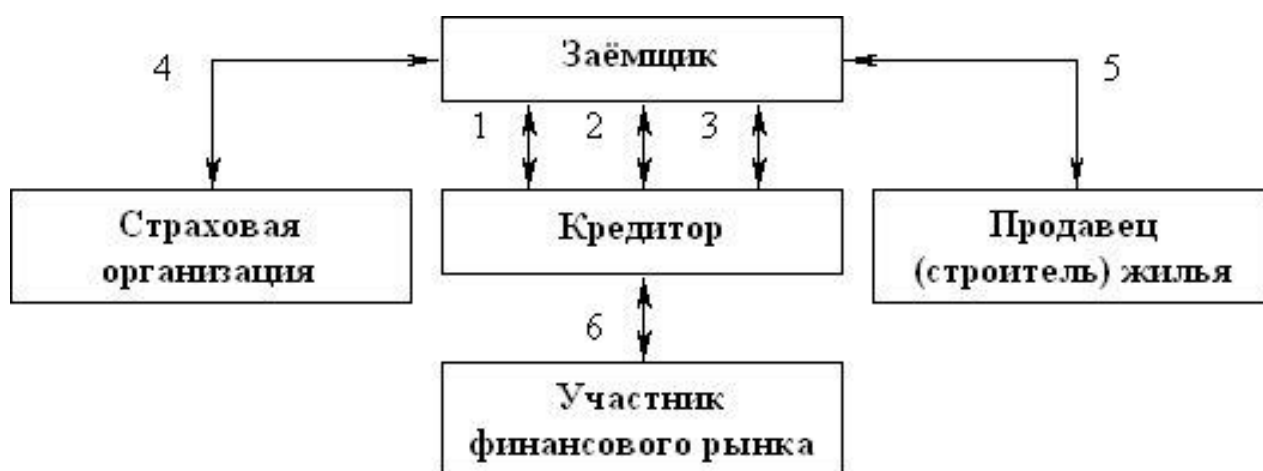 Заёмщик
4
5
1
2
3
Страховая
организация
Кредитор
Продавец
(строитель) жилья
6
Участник
финансового рынка